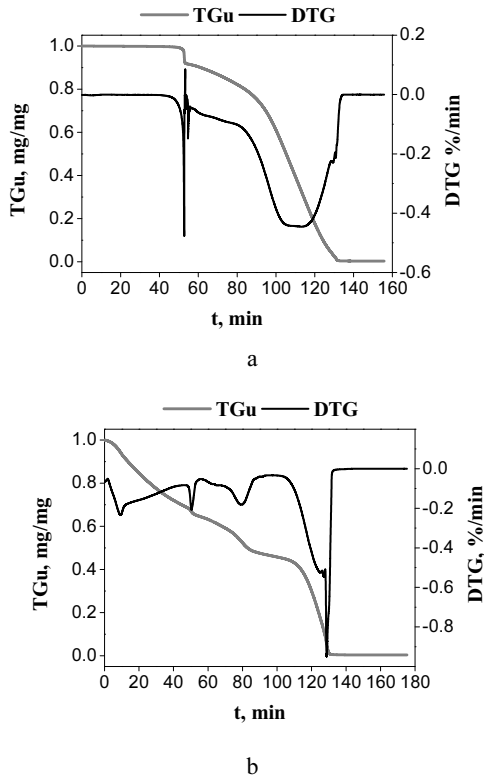 TGu DTG
1.0
0.8
0.6
0.4
0.2
0.0
TGu, mg/mg
0.2
0.0
-0.2
-0.4
-0.6
DTG %/min
0 20 40 60 80 100 120 140 160
t, min
a
TGu DTG
1.0
0.8
0.6
0.4
0.2
0.0
TGu, mg/mg
0.0
-0.2
-0.4
-0.6
-0.8
DTG, %/min
0 20 40 60 80 100 120 140 160 180
t, min
b